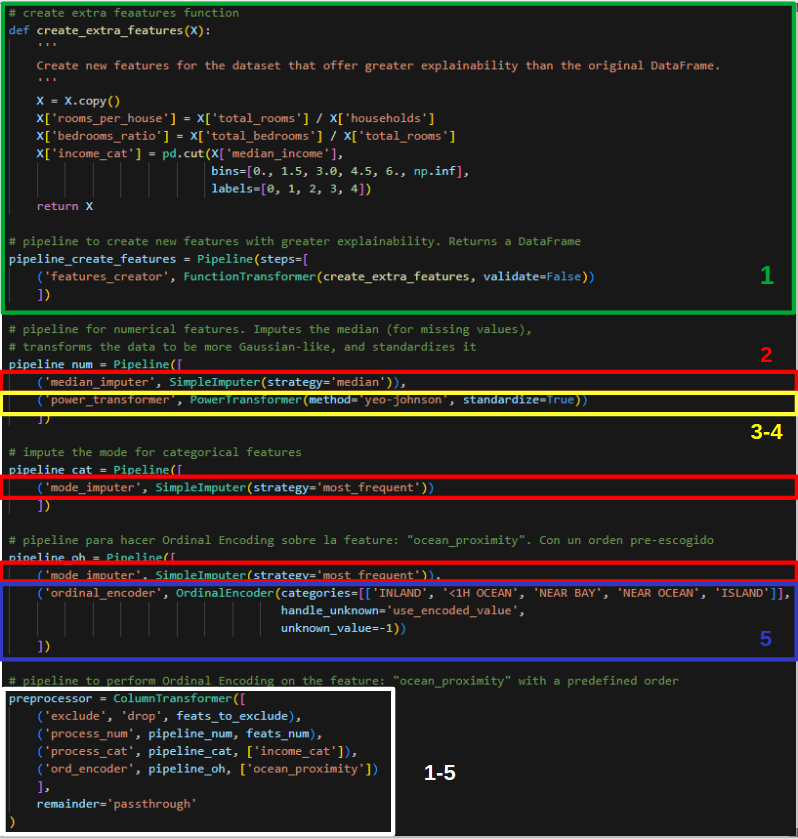 # create extra feaatures function
def create_extra_features(X):
    '''
    Create new features for the dataset that offer greater explainability than the original DataFrame.
    '''
    X = X.copy()
    X['rooms_per_house'] = X['total_rooms'] / X['households']
    X['bedrooms_ratio'] = X['total_bedrooms'] / X['total_rooms']
    X['income_cat'] = pd.cut(X['median_income'],
                             bins=[0., 1.5, 3.0, 4.5, 6., np.inf],
                             labels=[0, 1, 2, 3, 4])
    return X
# pipeline to create new features with greater explainability. Returns a DataFrame
pipeline_create_features = Pipeline(steps=[
    ('features_creator', FunctionTransformer(create_extra_features, validate=False))
    ])
1
# pipeline for numerical features. Imputes the median (for missing values),
# transforms the data to be more Gaussian-like, and standardizes it
2
pipeline_num = Pipeline([
    ('median_imputer', SimpleImputer(strategy='median')),
    ('power_transformer', PowerTransformer(method='yeo-johnson', standardize=True))
    ])
3-4
# impute the mode for categorical features
pipeline_cat = Pipeline([
    ('mode_imputer', SimpleImputer(strategy='most_frequent'))
    ])
# pipeline para hacer Ordinal Encoding sobre la feature: "ocean_proximity". Con un orden pre-escogido
pipeline_oh = Pipeline([
    ('mode_imputer', SimpleImputer(strategy='most_frequent')),
    ('ordinal_encoder', OrdinalEncoder(categories=[['INLAND', '<1H OCEAN', 'NEAR BAY', 'NEAR OCEAN', 'ISLAND']],
                                       handle_unknown='use_encoded_value',
                                       unknown_value=-1))
    ])
5
# pipeline to perform Ordinal Encoding on the feature: "ocean_proximity" with a predefined order
preprocessor = ColumnTransformer([
    ('exclude', 'drop', feats_to_exclude),
    ('process_num', pipeline_num, feats_num),
    ('process_cat', pipeline_cat, ['income_cat']),
    ('ord_encoder', pipeline_oh, ['ocean_proximity'])
    ],
    remainder='passthrough'
)
1-5